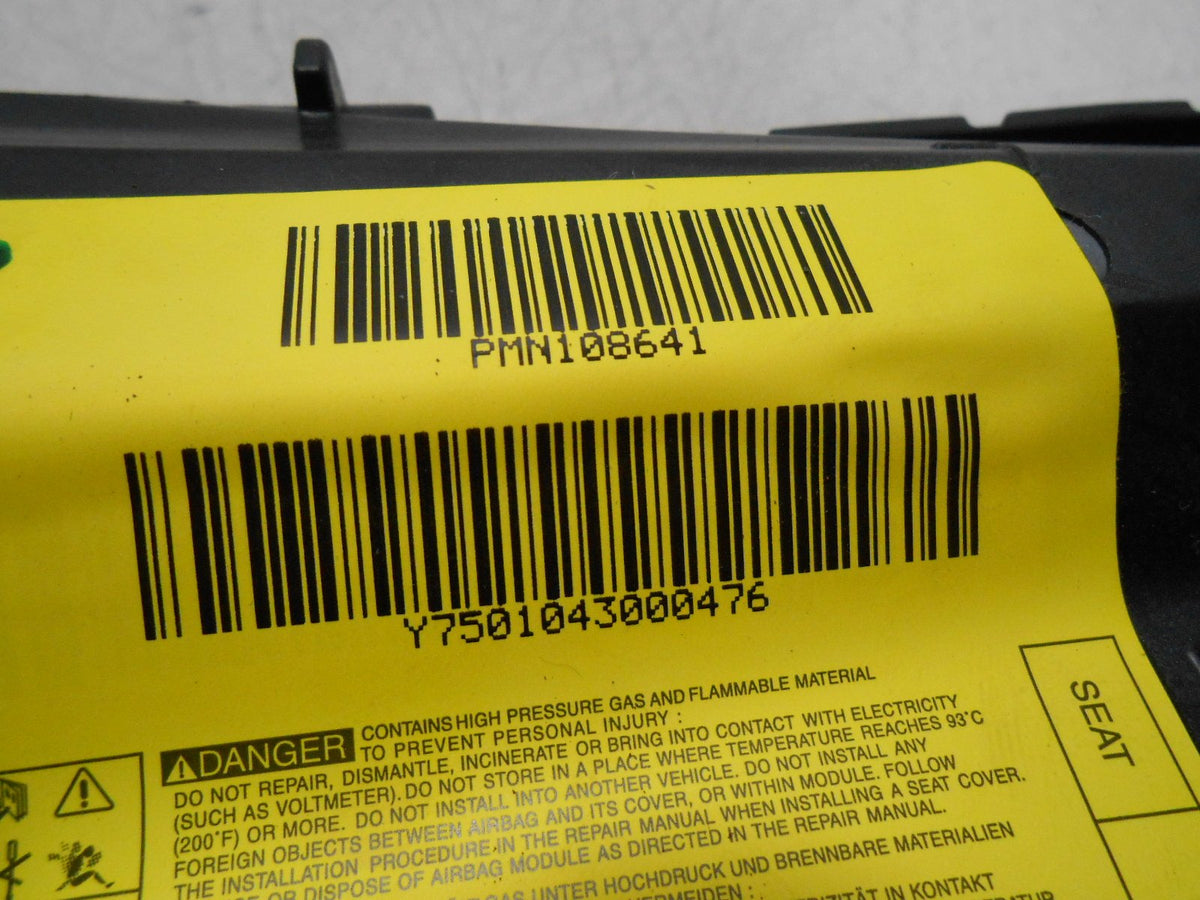 PMN108641
Y7501043000476
DANGER CONTAINS HIGH PRESSURE GAS AND FLAMMABLE MATERIAL
TO PREVENT PERSONAL INJURY :
DO NOT REPAIR, DISMANTLE, INCINERATE OR BRING INTO CONTACT WITH ELECTRICITY
(SUCH AS VOLTMETER). DO NOT STORE IN A PLACE WHERE TEMPERATURE REACHES 93°C
(200°F) OR MORE. DO NOT INSTALL INTO ANOTHER VEHICLE. DO NOT INSTALL ANY
FOREIGN OBJECTS BETWEEN AIRBAG AND ITS COVER, OR WITHIN MODULE. FOLLOW
THE INSTALLATION PROCEDURE IN THE REPAIR MANUAL WHEN INSTALLING A SEAT COVER.
OR DISPOSE OF AIRBAG MODULE AS DIRECTED IN THE REPAIR MANUAL.
GAS UNTER HOCHDRUCK UND BRENNBARE MATERIALIEN
IN KONTAKT
SEAT